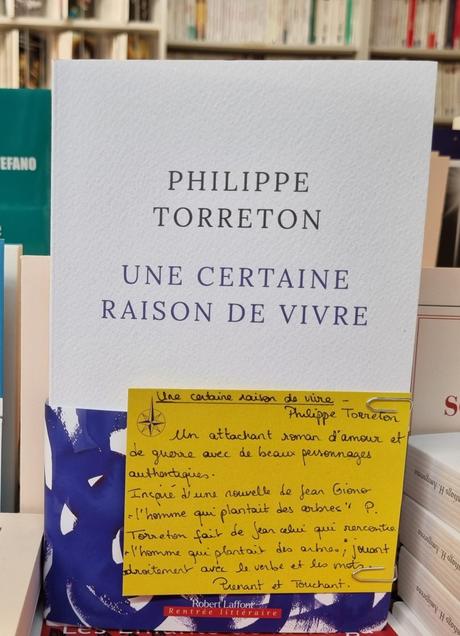 EFANO
PHILIPPE
TORRETON
UNE CERTAINE
RAISON DE VIVRE
Une certaine raison de vivre -
Philippe Torreton
Un attachant roman d'amour et
de guerre avec de beaux personnages
authentiques.
Inspiré d'une nouvelle de Jean Giono
"l'homme qui plantait des arbres" P.
Torreton fait de Jean celui qui rencontre
"l'homme qui plantait des arbres; jouant
droitement avec le verbe et les mots.
Prenant et Touchant.
Robert Laffont
Rentrée littéraire